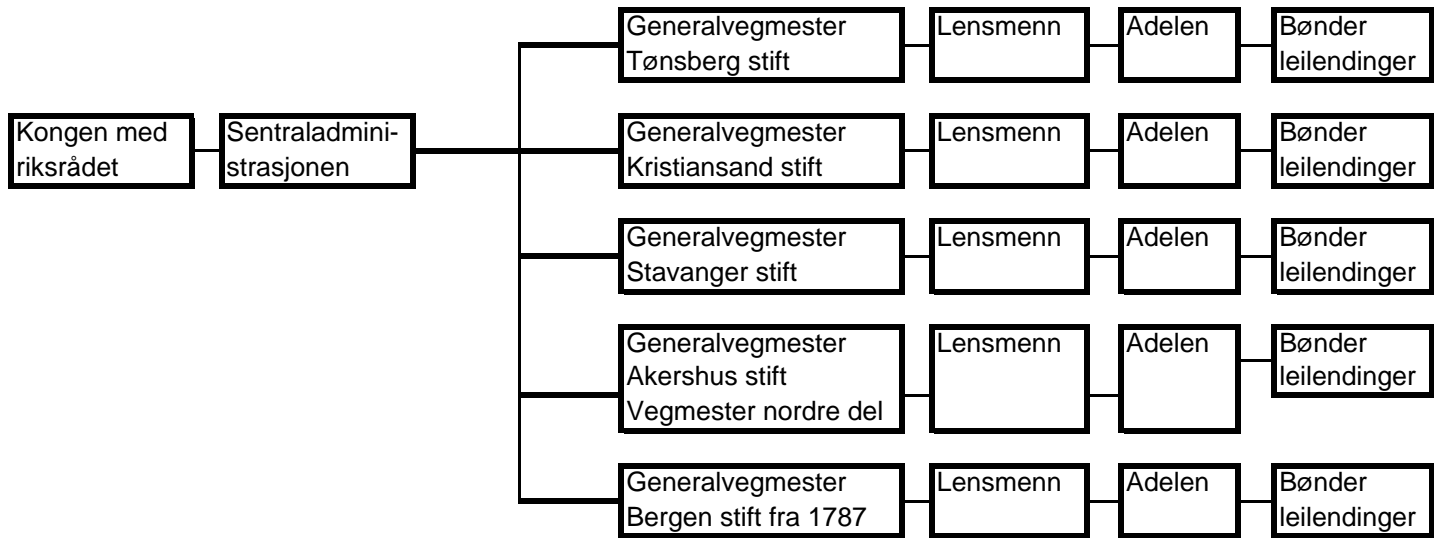 Generalvegmester
Tønsberg stift
Lensmenn
Adelen
Bønder
leilendinger
Kongen med
riksrådet
Sentraladmini-
strasjonen
Generalvegmester
Kristiansand stift
Lensmenn
Adelen
Bønder
leilendinger
Generalvegmester
Stavanger stift
Lensmenn
Adelen
Bønder
leilendinger
Generalvegmester
Akershus stift
Vegmester nordre del
Lensmenn
Adelen
Bønder
leilendinger
Generalvegmester
Bergen stift fra 1787
Lensmenn
Adelen
Bønder
leilendinger